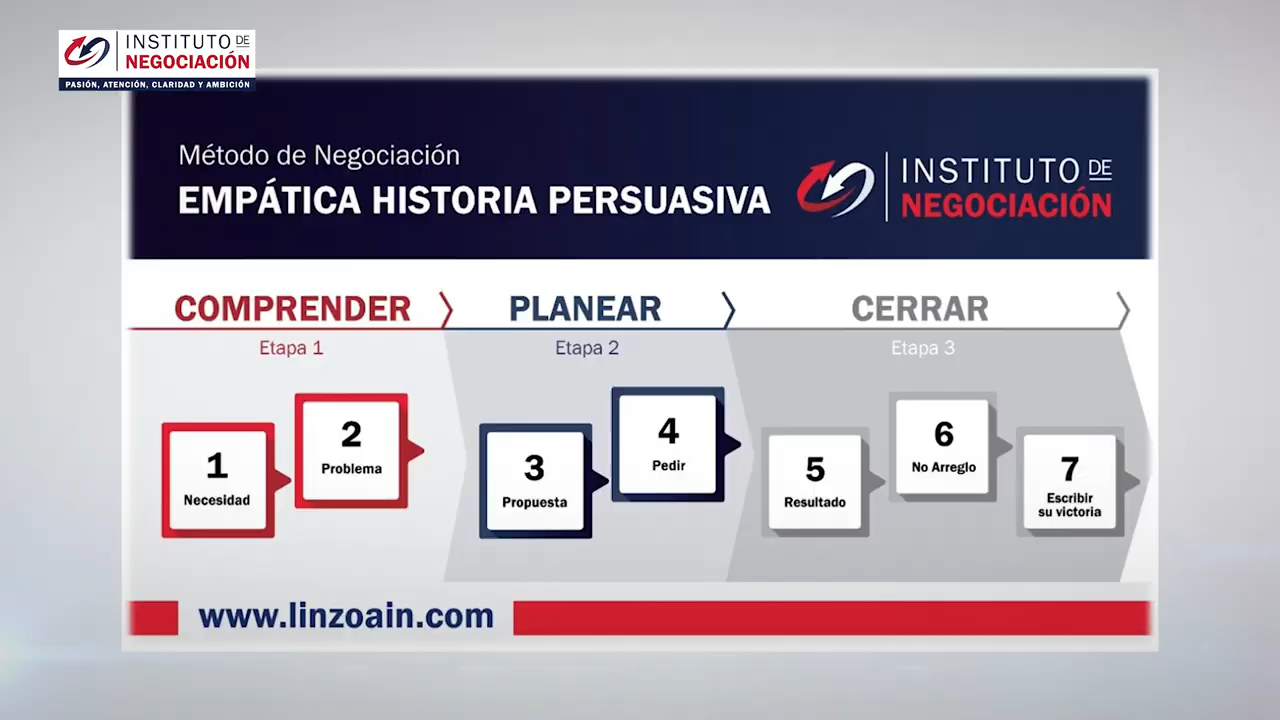 INSTITUTO DE
NEGOCIACIÓN
PASIÓN, ATENCIÓN, CLARIDAD Y AMBICIÓN
Método de Negociación
EMPÁTICA HISTORIA PERSUASIVA
INSTITUTO DE
NEGOCIACIÓN
COMPRENDER
PLANEAR
CERRAR
Etapa 1
Etapa 2
Etapa 3
1
Necesidad
2
Problema
3
Propuesta
4
Pedir
5
Resultado
6
No Arreglo
7
Escribir
su victoria
www.linzoain.com